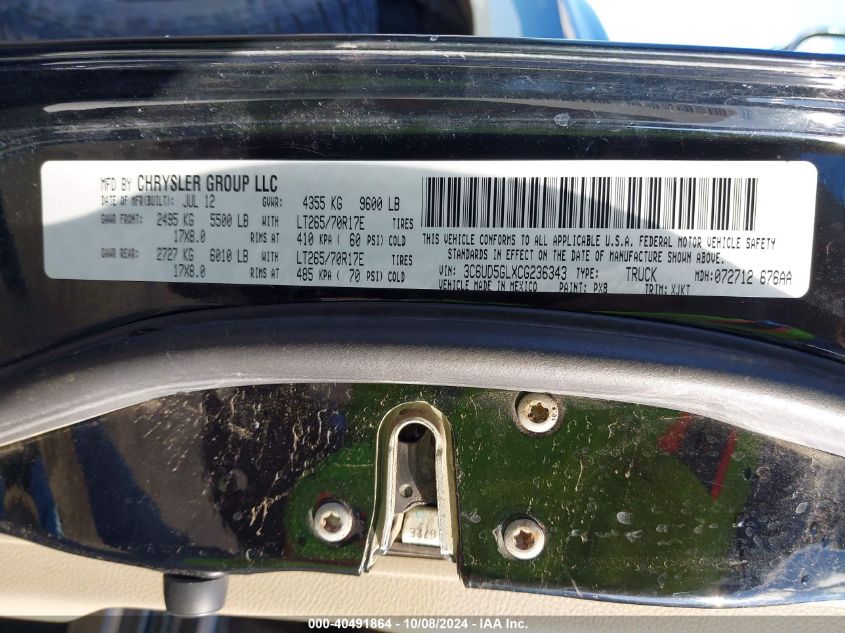 MFD BY CHRYSLER GROUP LLC
DATE OF MFR(BUILT): JUL 12 GVWR: 4355 KG 9600 LB
GAWR FRONT: 2495 KG 5500 LB WITH LT265/70R17E TIRES
17X8.0 RIMS AT 410 KPA ( 60 PSI) COLD
GAWR REAR: 2727 KG 6010 LB WITH LT265/70R17E TIRES
17X8.0 RIMS AT 485 KPA ( 70 PSI) COLD
THIS VEHICLE CONFORMS TO ALL APPLICABLE U.S.A. FEDERAL MOTOR VEHICLE SAFETY
STANDARDS IN EFFECT ON THE DATE OF MANUFACTURE SHOWN ABOVE.
VIN: 3C6UD5GLXCG236343 TYPE: TRUCK MDH: 072712 676AA
VEHICLE MADE IN MEXICO PAINT: PX8 TRIM: XJKT
000-40491864 - 10/08/2024 - IAA Inc.